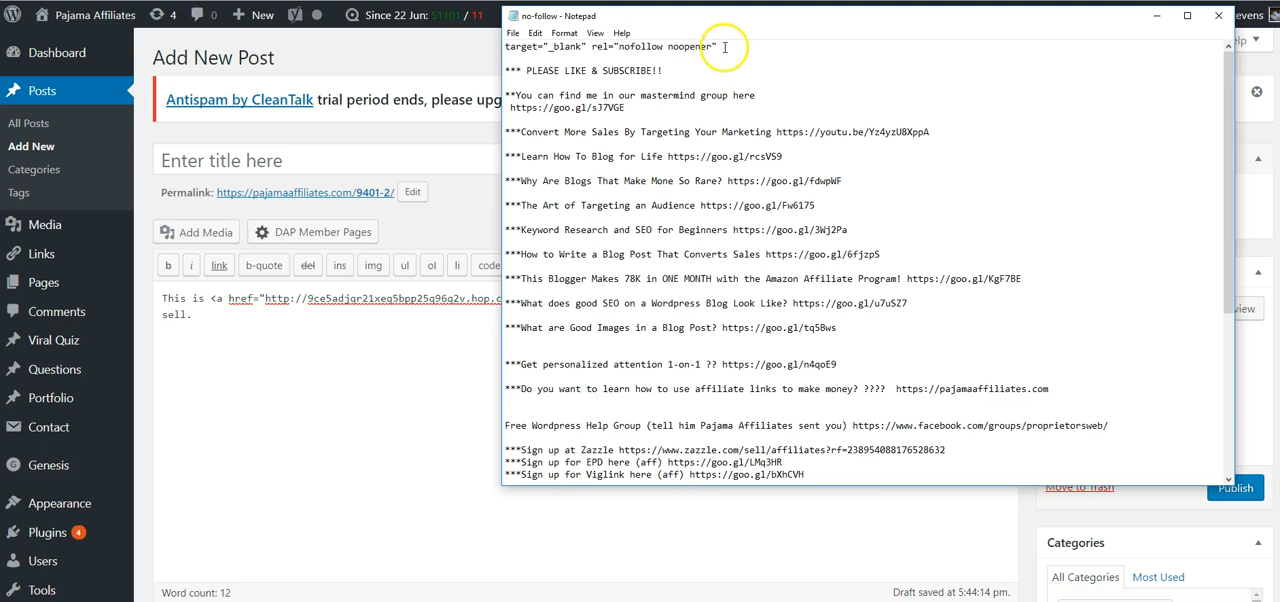 Pajama Affiliates
4
0
New
Since 22 Jun: 51101 / 11
evens
Dashboard
Posts
All Posts
Add New
Categories
Tags
Media
Links
Pages
Comments
Viral Quiz
Questions
Portfolio
Contact
Genesis
Appearance
Plugins 4
Users
Tools
Add New Post
elp
Antispam by CleanTalk trial period ends, please upg
Enter title here
Permalink: https://pajamaaffiliates.com/9401-2/ Edit
Add Media
DAP Member Pages
b
i
link
b-quote
del
ins
img
ul
ol
li
code
This is <a href="http://9ce5adjqr21xeq5bpp25q96q2v.hop.c
sell.
Word count: 12
Draft saved at 5:44:14 pm.
no-follow - Notepad
File Edit Format View Help
target="_blank" rel="nofollow noopener"
*** PLEASE LIKE & SUBSCRIBE!!
**You can find me in our mastermind group here
https://goo.gl/sJ7VGE
***Convert More Sales By Targeting Your Marketing https://youtu.be/Yz4yzU8XppA
***Learn How To Blog for Life https://goo.gl/rcsVS9
***Why Are Blogs That Make Mone So Rare? https://goo.gl/fdwpWF
***The Art of Targeting an Audience https://goo.gl/Fw6175
***Keyword Research and SEO for Beginners https://goo.gl/3Wj2Pa
***How to Write a Blog Post That Converts Sales https://goo.gl/6fjzpS
***This Blogger Makes 78K in ONE MONTH with the Amazon Affiliate Program! https://goo.gl/KgF7BE
***What does good SEO on a Wordpress Blog Look Like? https://goo.gl/u7uSZ7
***What are Good Images in a Blog Post? https://goo.gl/tq5Bws
***Get personalized attention 1-on-1 ?? https://goo.gl/n4qoE9
***Do you want to learn how to use affiliate links to make money? ???? https://pajamaaffiliates.com
Free Wordpress Help Group (tell him Pajama Affiliates sent you) https://www.facebook.com/groups/proprietorsweb/
***Sign up at Zazzle https://www.zazzle.com/sell/affiliates?rf=238954088176528632
***Sign up for EPD here (aff) https://goo.gl/LMq3HR
***Sign up for Viglink here (aff) https://goo.gl/bXhCVH
view
Move to Trash
Publish
Categories
All Categories
Most Used